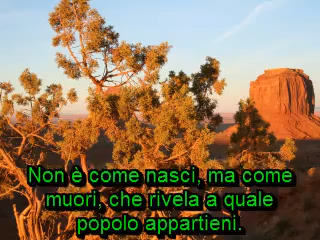 Non è come nasci, ma come
muori, che rivela a quale
popolo appartieni.